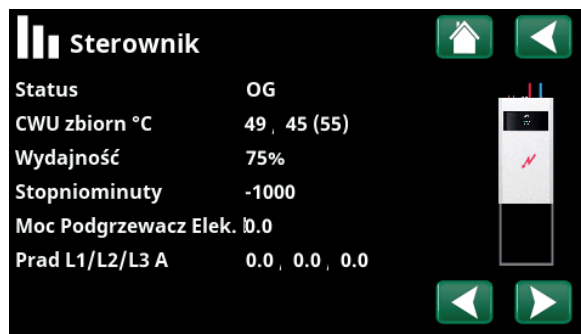 Sterownik
Status OG
CWU zbiorn °C 49 , 45 (55)
Wydajność 75%
Stopniominuty -1000
Moc Podgrzewacz Elek. 0.0
Prad L1/L2/L3 A 0.0 , 0.0 , 0.0